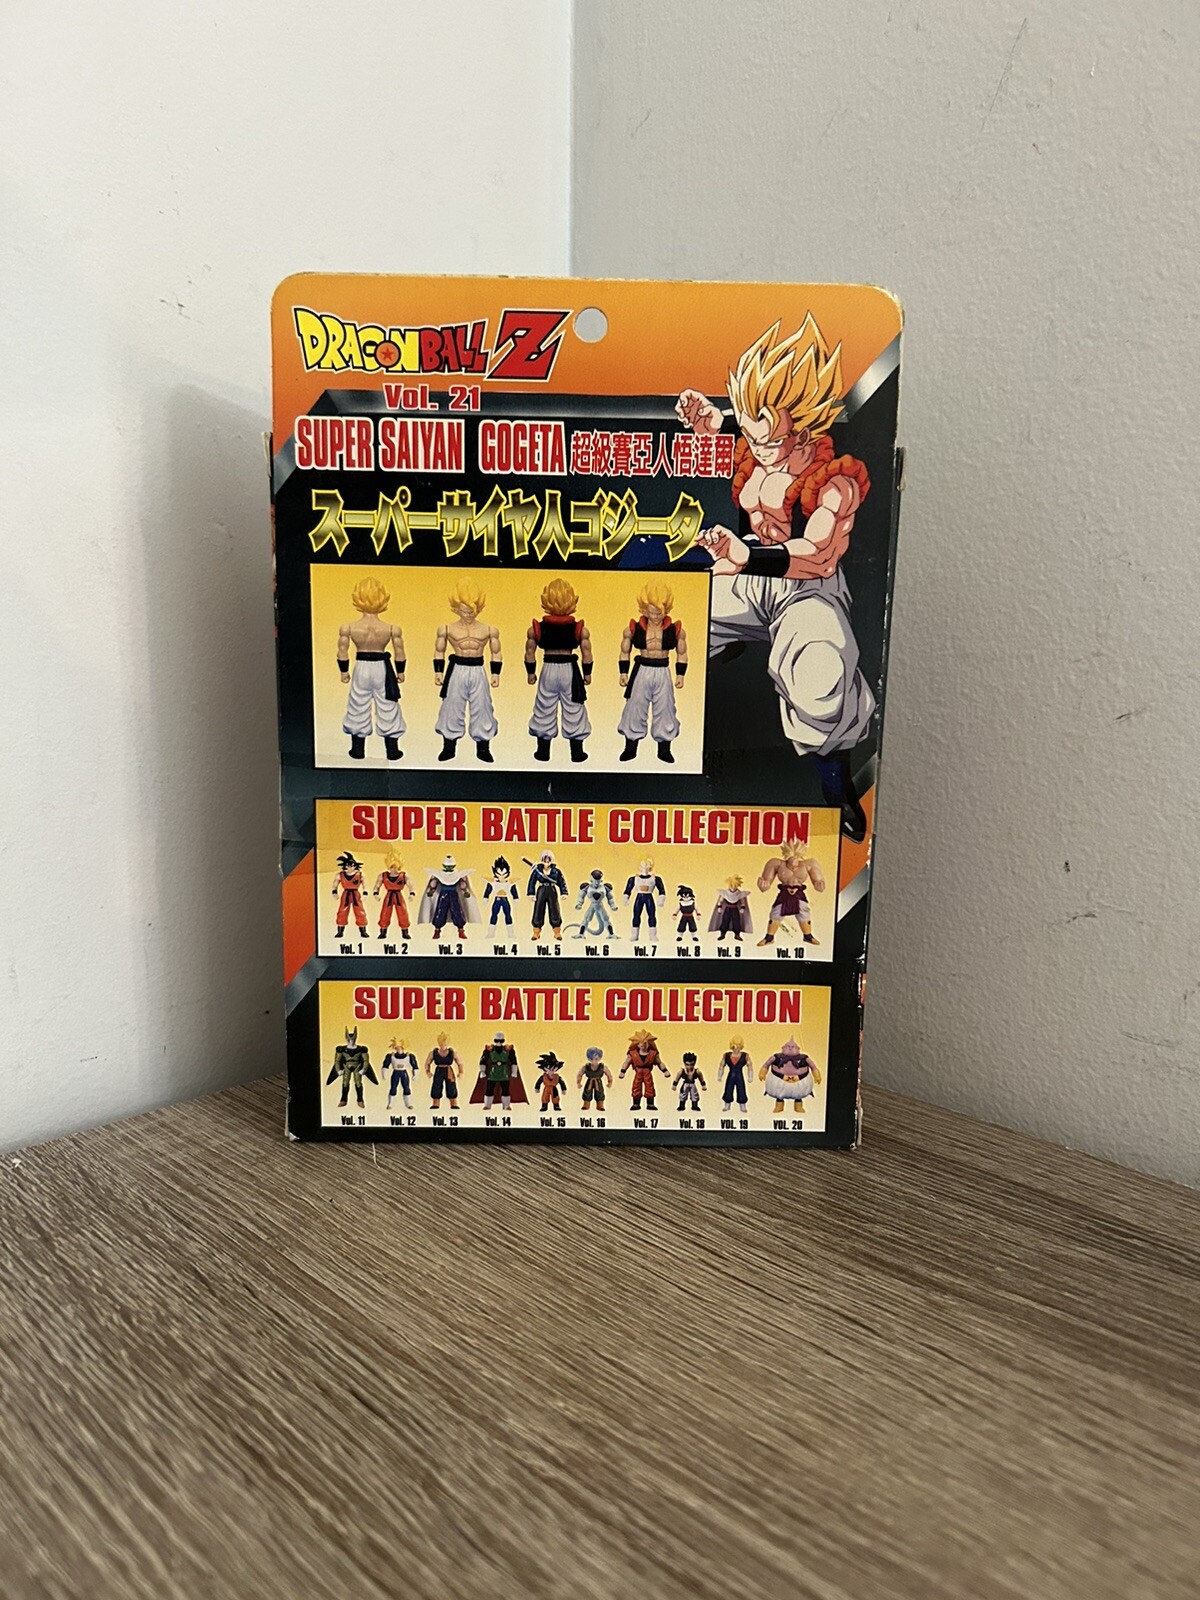 DRAGON BALL Z
Vol. 21
SUPER SAIYAN GOGETA 超級賽亞人悟達爾
スーパーサイヤ人ゴジータ
SUPER BATTLE COLLECTION
Vol. 1 Vol. 2 Vol. 3 Vol. 4 Vol. 5 Vol. 6 Vol. 7 Vol. 8 Vol. 9 Vol. 10
SUPER BATTLE COLLECTION
Vol. 11 Vol. 12 Vol. 13 Vol. 14 Vol. 15 Vol. 16 Vol. 17 Vol. 18 VOL. 19 VOL. 20